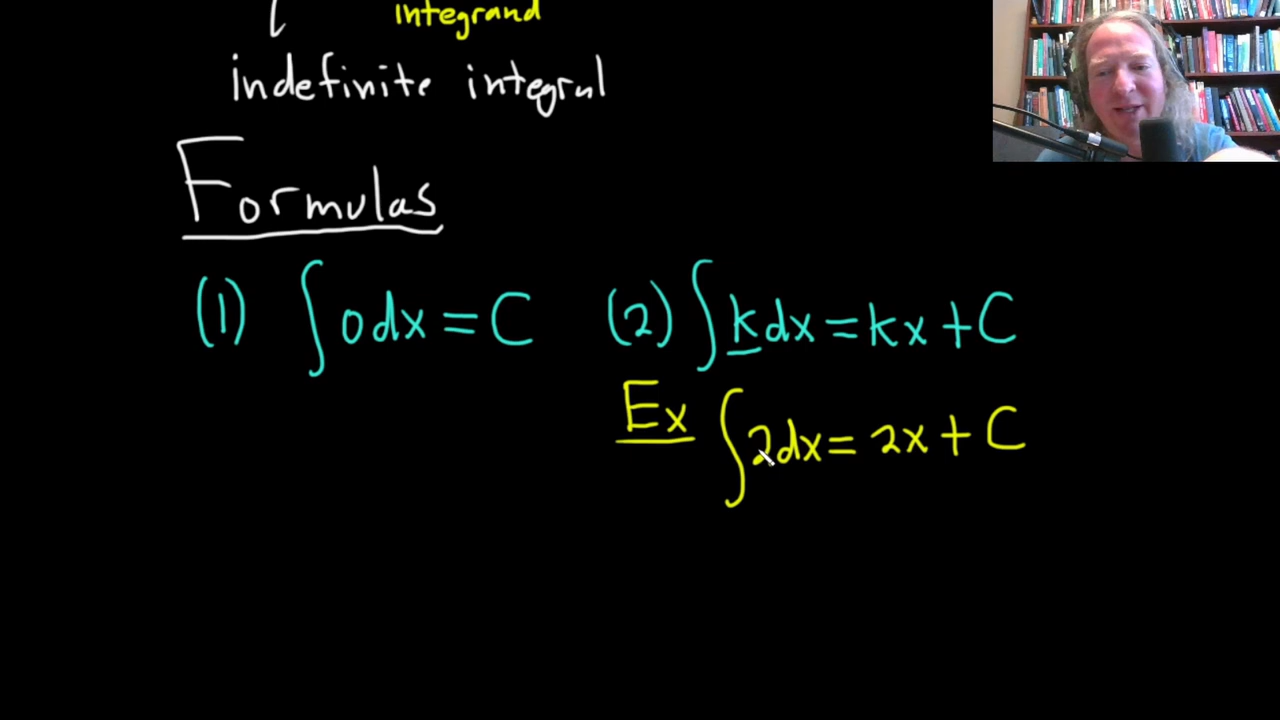 integrand
indefinite integral
Formulas
(1) ∫0dx = C (2) ∫kdx = kx + C
Ex ∫2dx = 2x + C